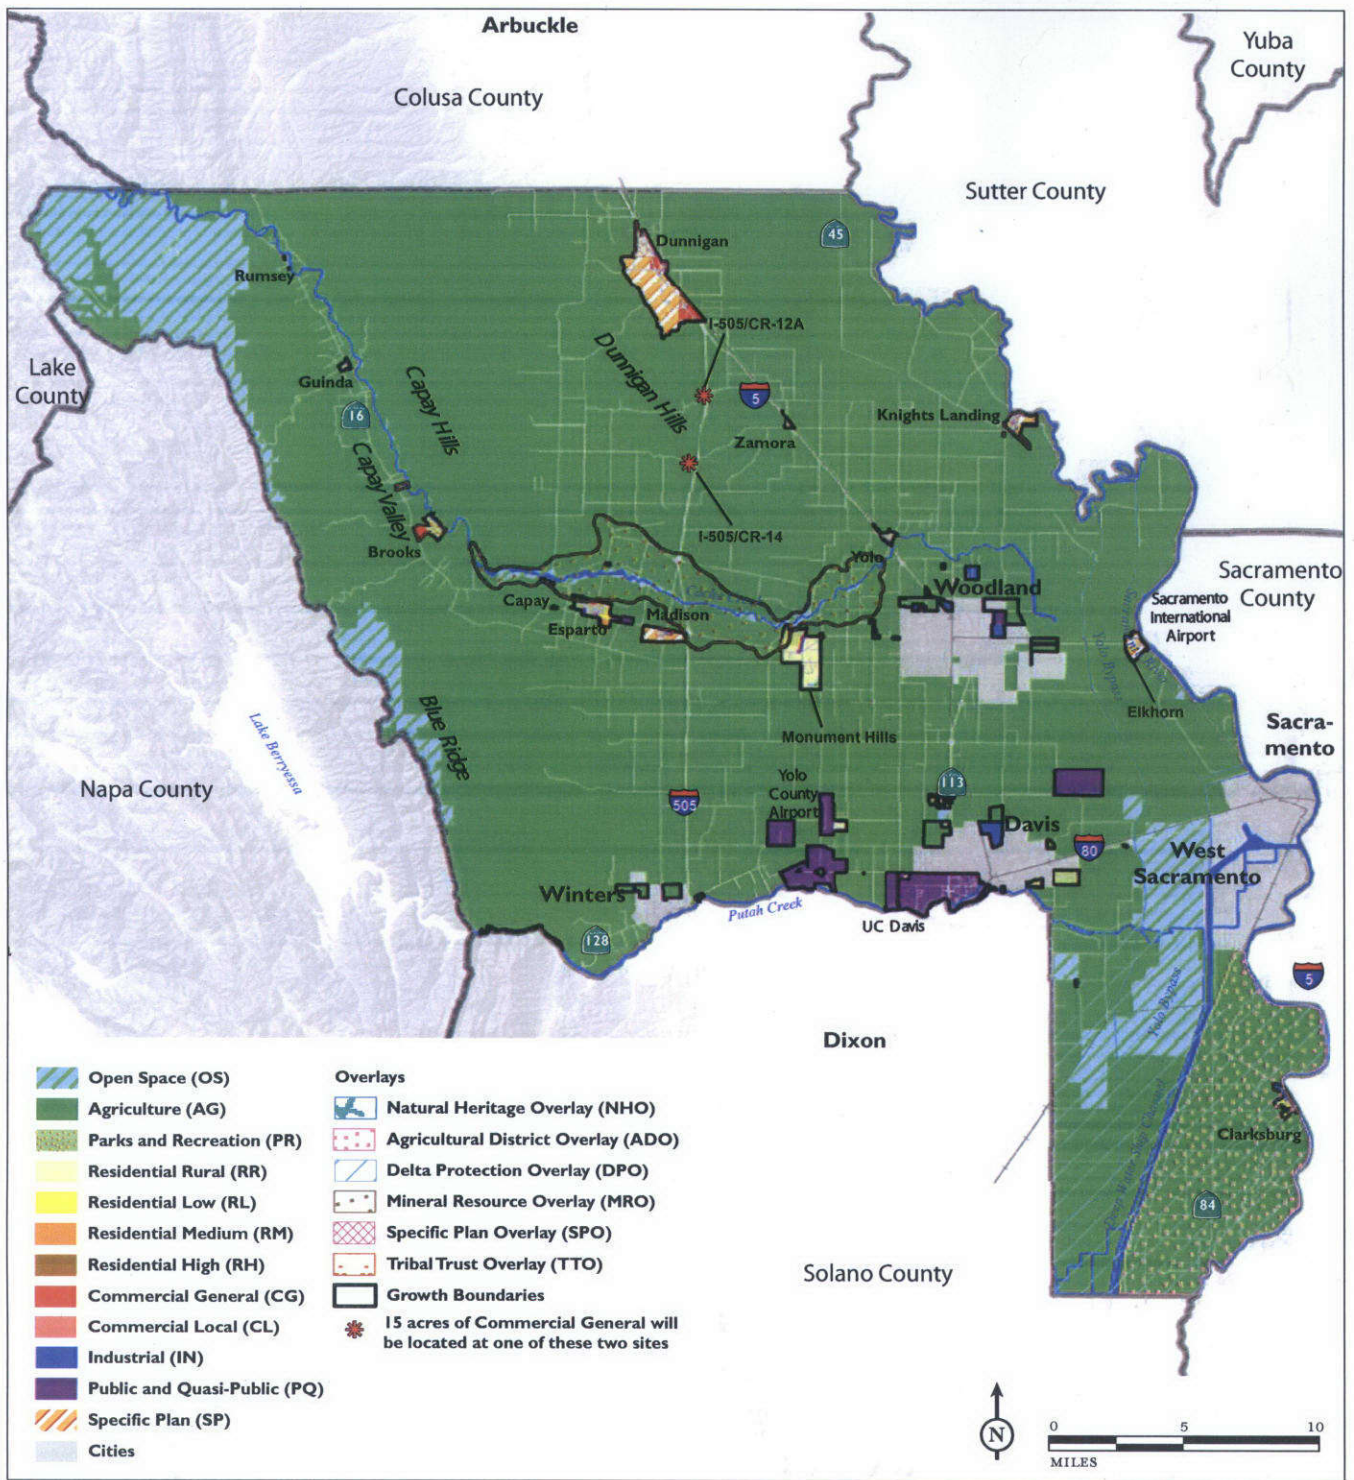 Arbuckle
Yuba
County
Colusa County
Sutter County
45
Dunnigan
Rumsey
I-505/CR-12A
Dunnigan Hills
Lake
County
Guinda
Capay Hills
5
16
Knights Landing
Zamora
Capay Valley
I-505/CR-14
Brooks
Yolo
Sacramento
County
Woodland
Capay
Madison
Sacramento
International
Airport
Esparto
Yolo Bypass
Elkhorn
Monument Hills
Sacra-
mento
Blue Ridge
Lake Berryessa
Napa County
Yolo
County
Airport
113
505
Davis
80
West
Sacramento
Winters
Putah Creek
UC Davis
128
5
Yolo Bypass
Dixon
Deep Water Ship Channel
Clarksburg
84
Solano County
Open Space (OS)
Agriculture (AG)
Parks and Recreation (PR)
Residential Rural (RR)
Residential Low (RL)
Residential Medium (RM)
Residential High (RH)
Commercial General (CG)
Commercial Local (CL)
Industrial (IN)
Public and Quasi-Public (PQ)
Specific Plan (SP)
Cities
Overlays
Natural Heritage Overlay (NHO)
Agricultural District Overlay (ADO)
Delta Protection Overlay (DPO)
Mineral Resource Overlay (MRO)
Specific Plan Overlay (SPO)
Tribal Trust Overlay (TTO)
Growth Boundaries
15 acres of Commercial General will
be located at one of these two sites
N
0 5 10
MILES